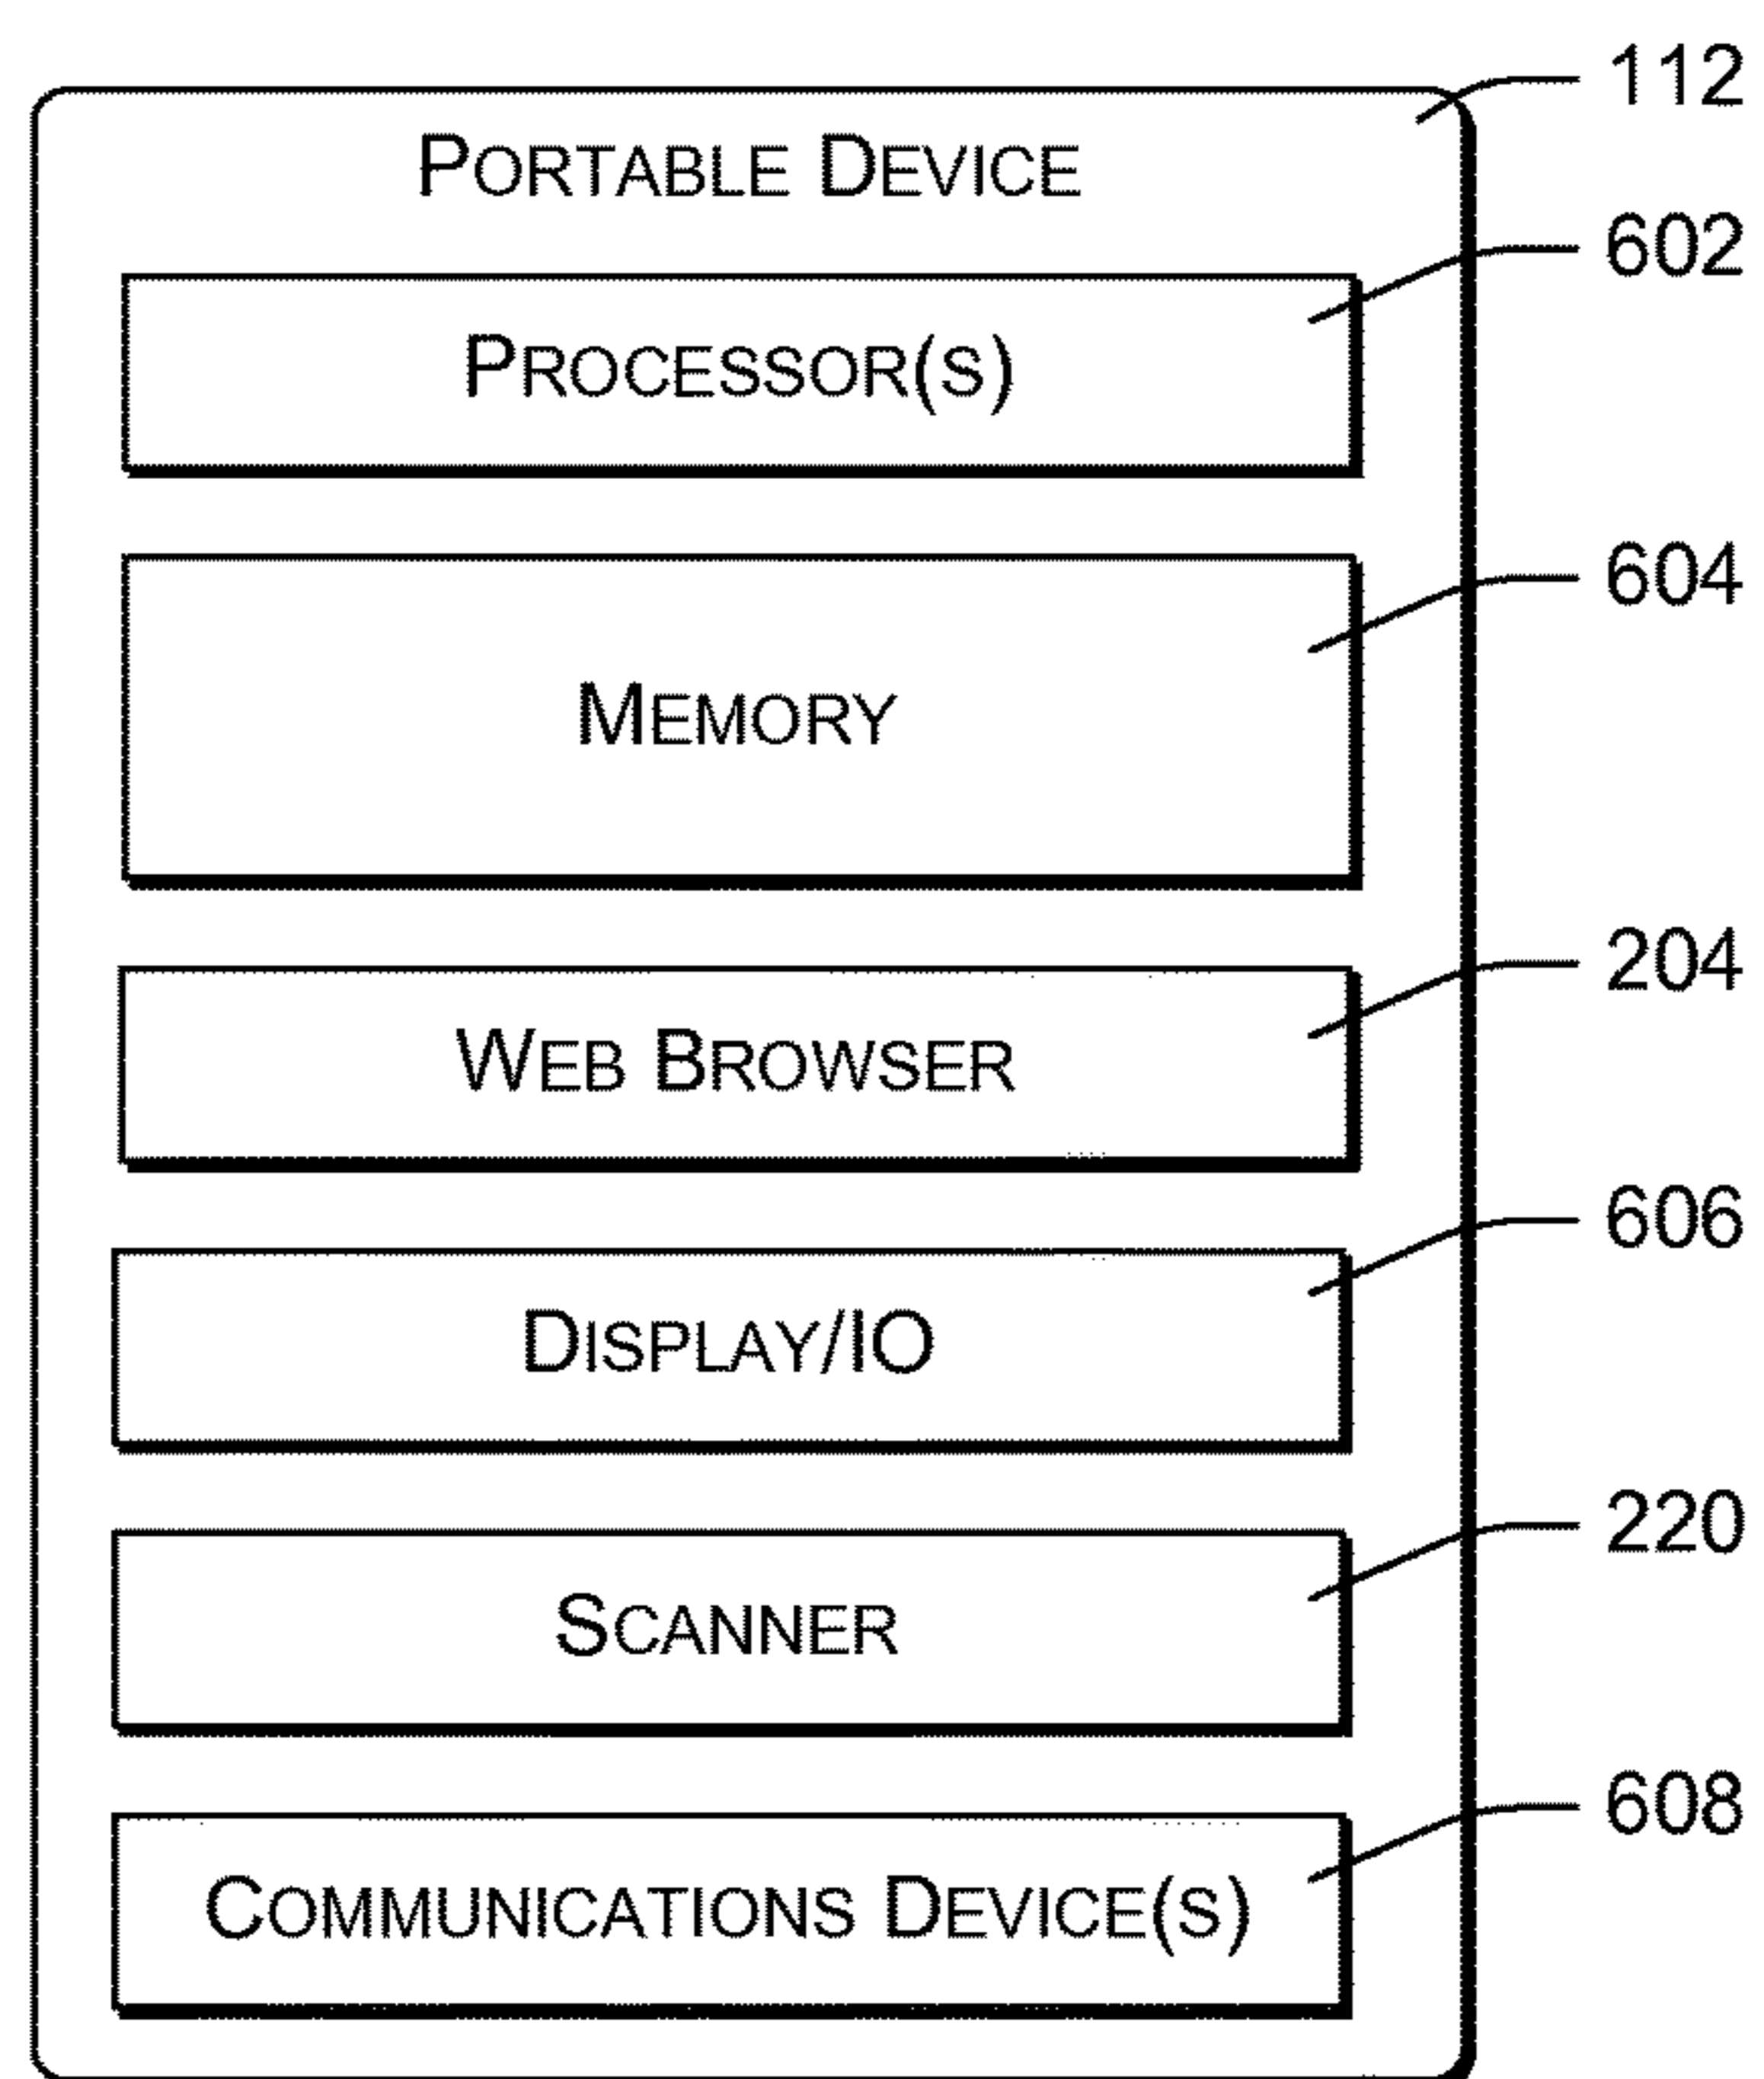 112
PORTABLE DEVICE
602
PROCESSOR(S)
604
MEMORY
204
WEB BROWSER
606
DISPLAY/IO
220
SCANNER
608
COMMUNICATIONS DEVICE(S)